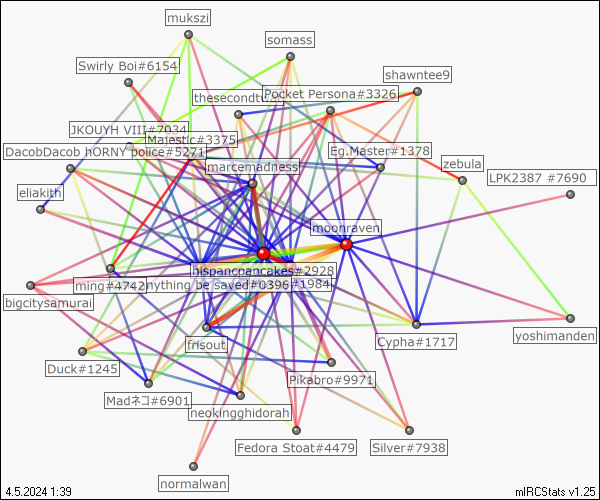 mukszi
somass
Swirly Boi#6154
shawntee9
Pocket Persona#3326
JKOUYH VIII#7034
Majestic#3375
DacobDacob hORNY police#5271
Eg.Master#1378
marcemadness
zebula
LPK2387 #7690
eliakith
moonraven
hispancpancakes#2928
ming#4742
anything be saved#0396
#1984
bigcitysamurai
frisout
Cypha#1717
yoshimanden
Duck#1245
Pikabro#9971
Madネコ#6901
neokingghidorah
Fedora Stoat#4479
Silver#7938
normalwan
4.5.2024 1:39
mIRCStats v1.25